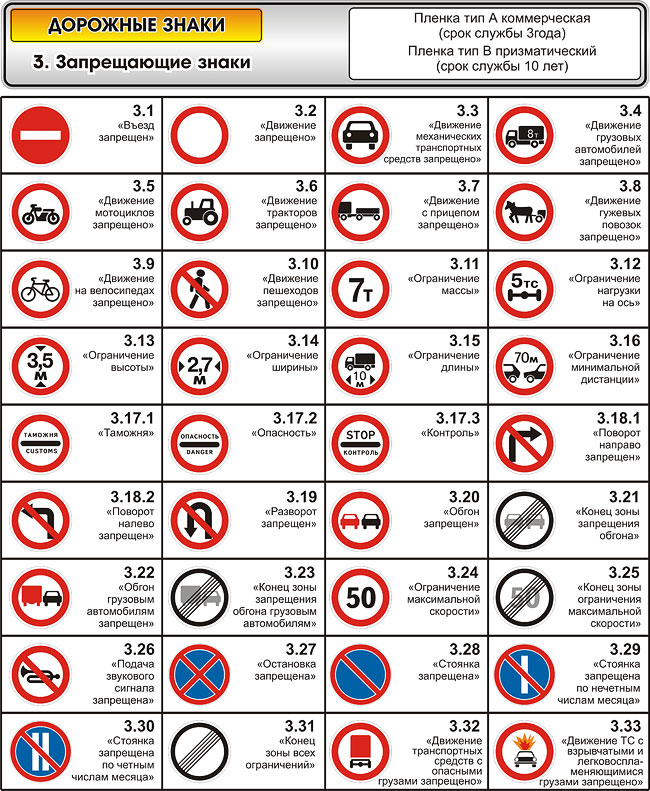 ДОРОЖНЫЕ ЗНАКИ
3. Запрещающие знаки
Пленка тип А коммерческая
(срок службы 3года)
Пленка тип В призматический
(срок службы 10 лет)
3.1
«Въезд
запрещен»
3.2
«Движение
запрещено»
3.3
«Движение
механических
транспортных
средств запрещено»
8т
3.4
«Движение
грузовых
автомобилей
запрещено»
3.5
«Движение
мотоциклов
запрещено»
3.6
«Движение
тракторов
запрещено»
3.7
«Движение
с прицепом
запрещено»
3.8
«Движение
гужевых
повозок
запрещено»
3.9
«Движение
на велосипедах
запрещено»
3.10
«Движение
пешеходов
запрещено»
7т
3.11
«Ограничение
массы»
5тс
3.12
«Ограничение
нагрузки
на ось»
3,5
м
3.13
«Ограничение
высоты»
2,7
м
3.14
«Ограничение
ширины»
10
м
3.15
«Ограничение
длины»
70м
3.16
«Ограничение
минимальной
дистанции»
ТАМОЖНЯ
CUSTOMS
3.17.1
«Таможня»
ОПАСНОСТЬ
DANGER
3.17.2
«Опасность»
STOP
КОНТРОЛЬ
3.17.3
«Контроль»
3.18.1
«Поворот
направо
запрещен»
3.18.2
«Поворот
налево
запрещен»
3.19
«Разворот
запрещен»
3.20
«Обгон
запрещен»
3.21
«Конец зоны
запрещения
обгона»
3.22
«Обгон
грузовым
автомобилям
запрещен»
3.23
«Конец зоны
запрещения
обгона грузовым
автомобилям»
50
3.24
«Ограничение
максимальной
скорости»
50
3.25
«Конец зоны
ограничения
максимальной
скорости»
3.26
«Подача
звукового
сигнала
запрещена»
3.27
«Остановка
запрещена»
3.28
«Стоянка
запрещена»
3.29
«Стоянка
запрещена
по нечетным
числам месяца»
3.30
«Стоянка
запрещена
по четным
числам месяца»
3.31
«Конец
зоны всех
ограничений»
3.32
«Движение
транспортных
средств с
опасными
грузами запрещено»
3.33
«Движение ТС с
взрывчатыми и
легковоспла-
меняющимися
грузами запрещено»